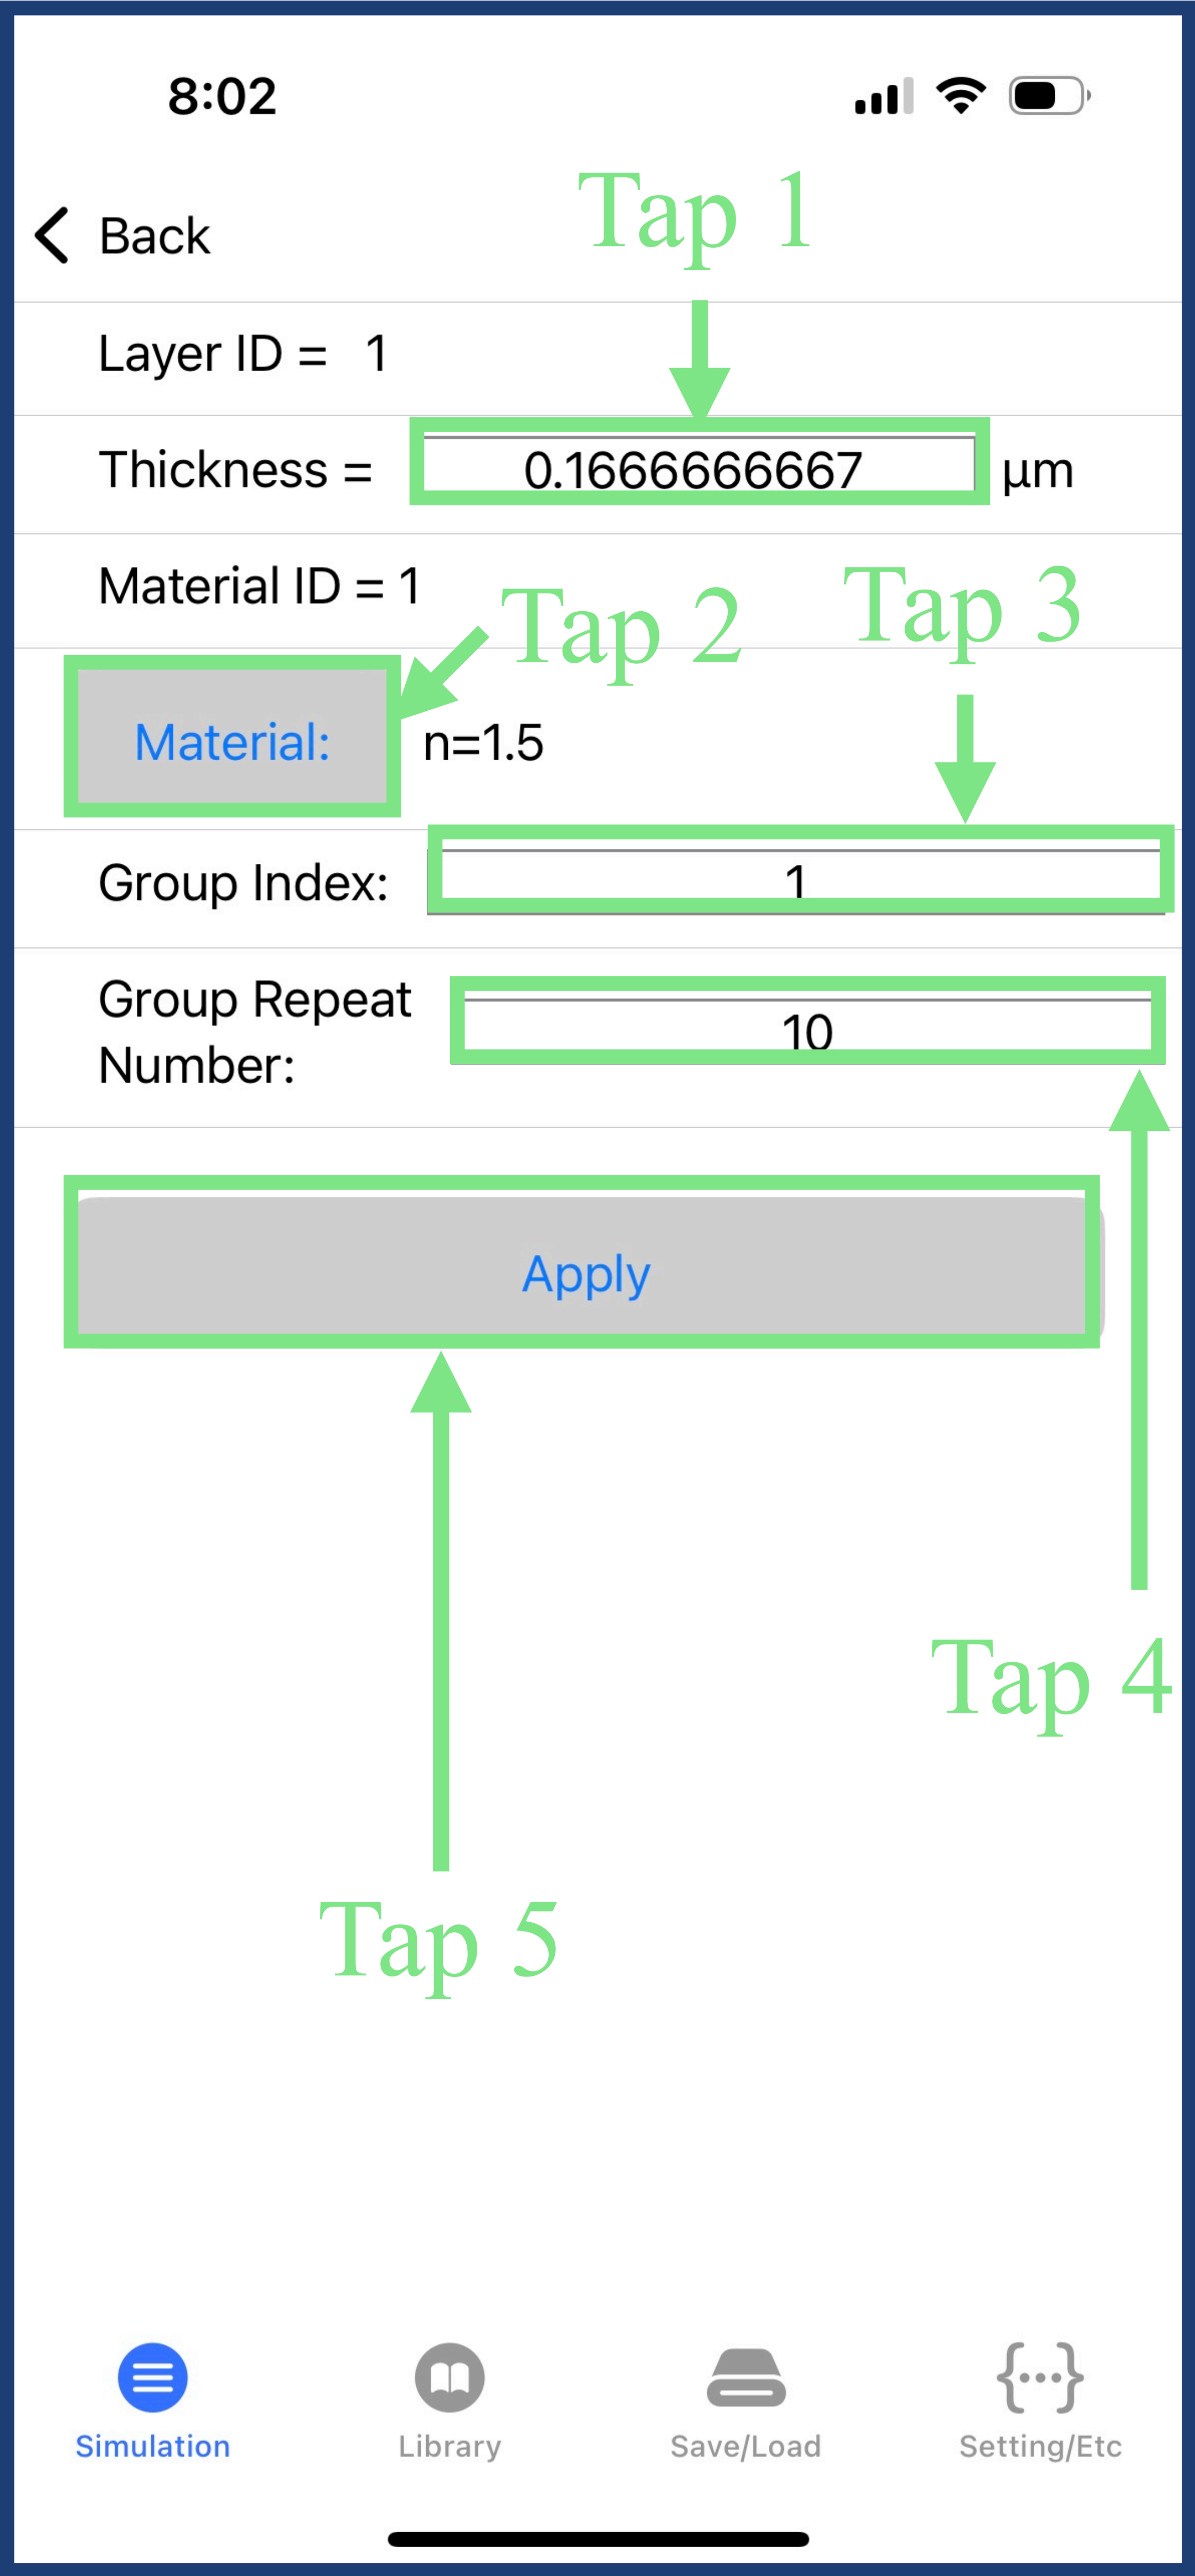 8:02
Tap 1
Back
Layer ID = 1
Thickness = 0.1666666667 μm
Material ID = 1
Tap 2
Tap 3
Material: n=1.5
Group Index: 1
Group Repeat
Number:
10
Apply
Tap 4
Tap 5
Simulation
Library
Save/Load
Setting/Etc